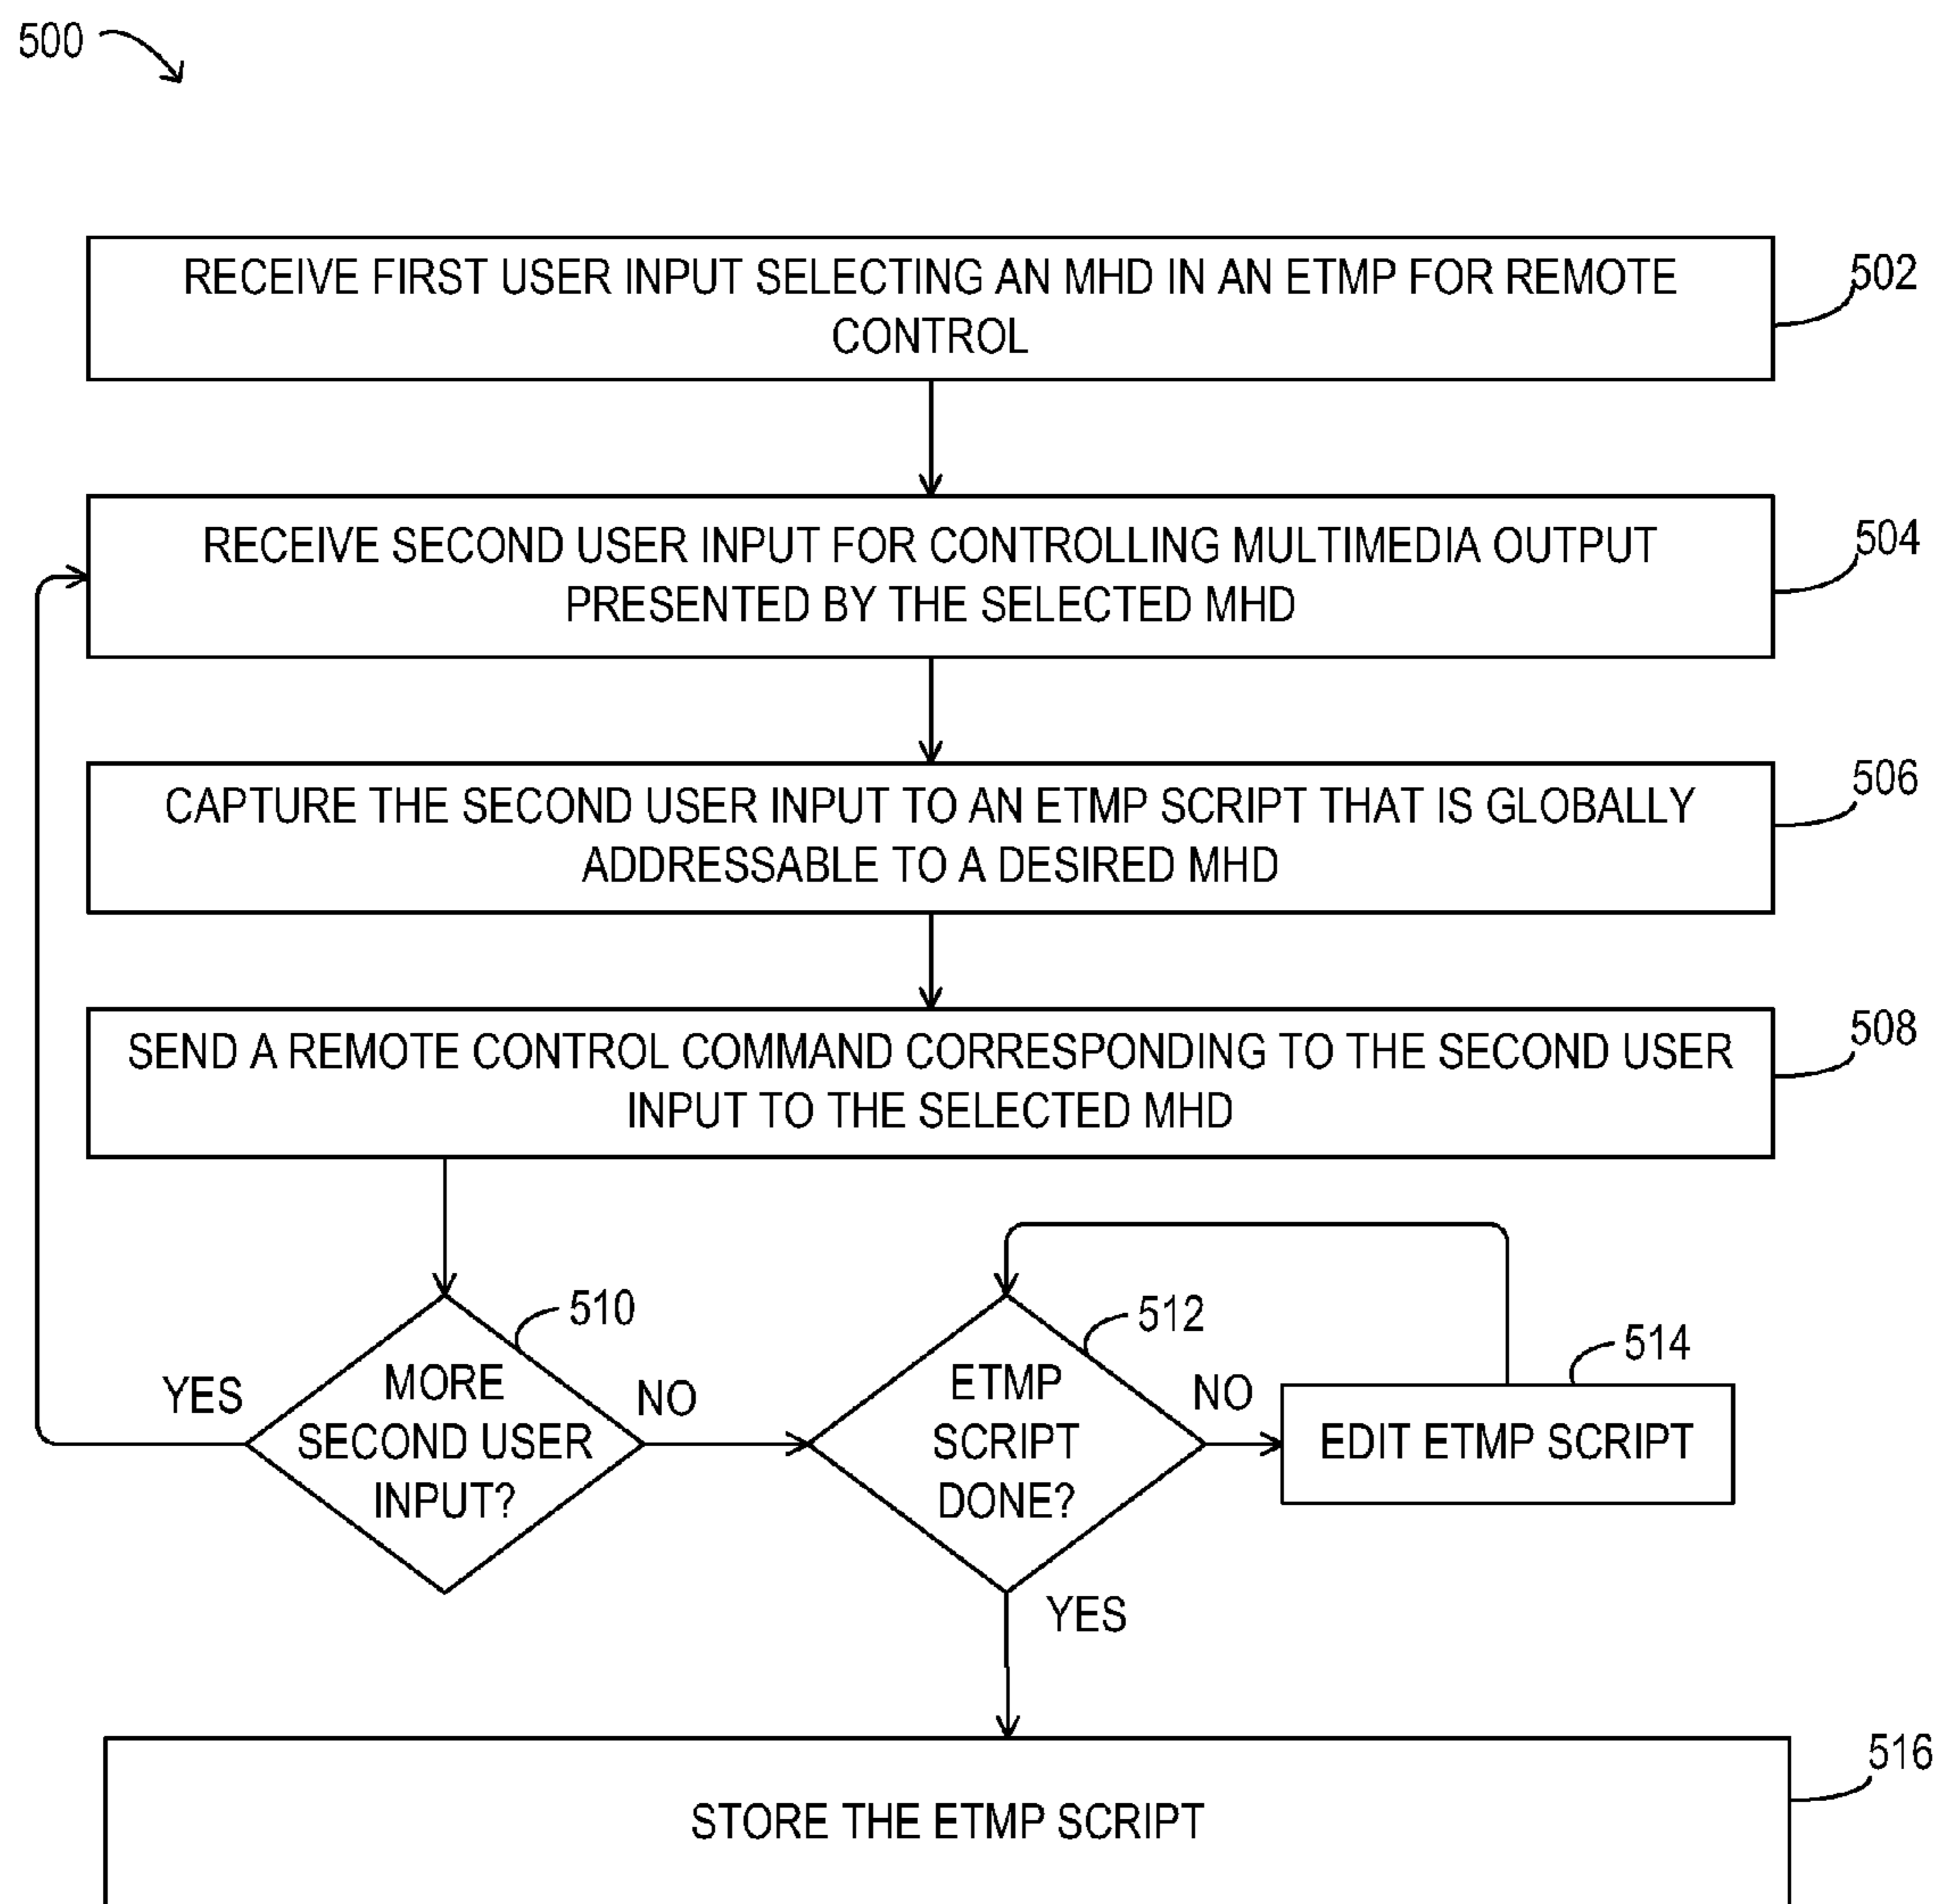 500
RECEIVE FIRST USER INPUT SELECTING AN MHD IN AN ETMP FOR REMOTE
CONTROL
502
RECEIVE SECOND USER INPUT FOR CONTROLLING MULTIMEDIA OUTPUT
PRESENTED BY THE SELECTED MHD
504
CAPTURE THE SECOND USER INPUT TO AN ETMP SCRIPT THAT IS GLOBALLY
ADDRESSABLE TO A DESIRED MHD
506
SEND A REMOTE CONTROL COMMAND CORRESPONDING TO THE SECOND USER
INPUT TO THE SELECTED MHD
508
YES
MORE
SECOND USER
INPUT?
510
NO
ETMP
SCRIPT
DONE?
512
NO
EDIT ETMP SCRIPT
514
YES
STORE THE ETMP SCRIPT
516